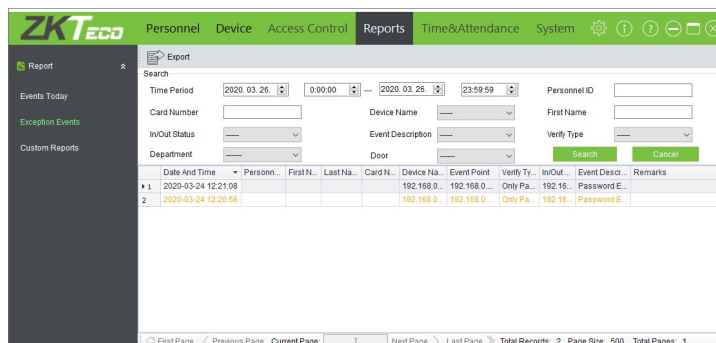 ZKTECO Personnel Device Access Control Reports Time&Attendance System
Report
Events Today
Exception Events
Custom Reports
Export
Search
Time Period 2020. 03. 26. 0:00:00 — 2020. 03. 26. 23:59:59 Personnel ID
Card Number Device Name ----- First Name
In/Out Status ----- Event Description ----- Verify Type -----
Department ------ Door ----- Search Cancel
Date And Time Personn... First N... Last Na... Card N... Device Na... Event Point Verify Ty... In/Out ... Event Descr... Remarks
1 2020-03-24 12:21:08 192.168.0... 192.168.0... Only Pa... 192.16... Password E...
2 2020-03-24 12:20:58 192.168.0... 192.168.0... Only Pa... 192.16... Password E...
First Page Previous Page Current Page: 1 Next Page Last Page Total Records: 2 Page Size: 500 Total Pages: 1